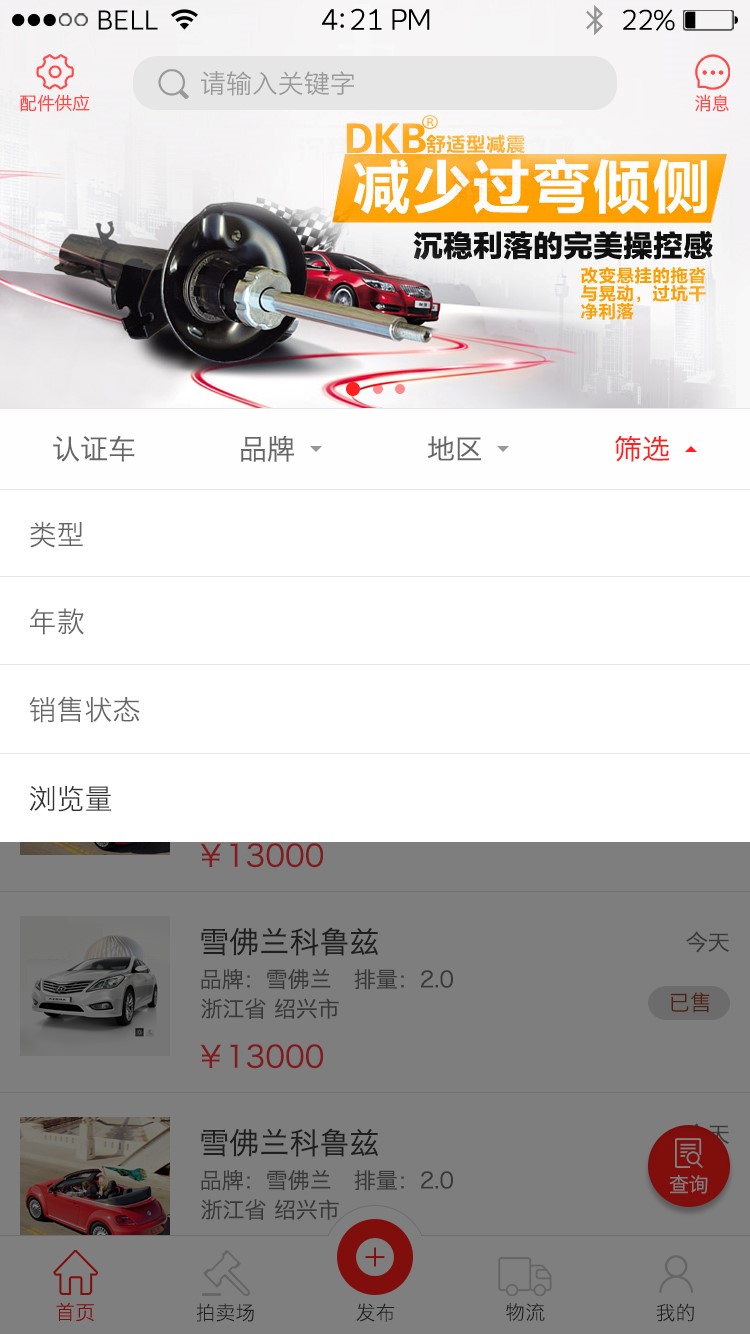 BELL 4:21 PM 22%
配件供应
请输入关键字
消息
DKB® 舒适型减震
减少过弯倾侧
沉稳利落的完美操控感
改变悬挂的拖沓
与晃动，过坑干
净利落
认证车 品牌 地区 筛选
类型
年款
销售状态
浏览量
¥13000
雪佛兰科鲁兹 今天
品牌：雪佛兰 排量：2.0
浙江省 绍兴市 已售
¥13000
雪佛兰科鲁兹
品牌：雪佛兰 排量：2.0
浙江省 绍兴市
查询
首页 拍卖场 发布 物流 我的